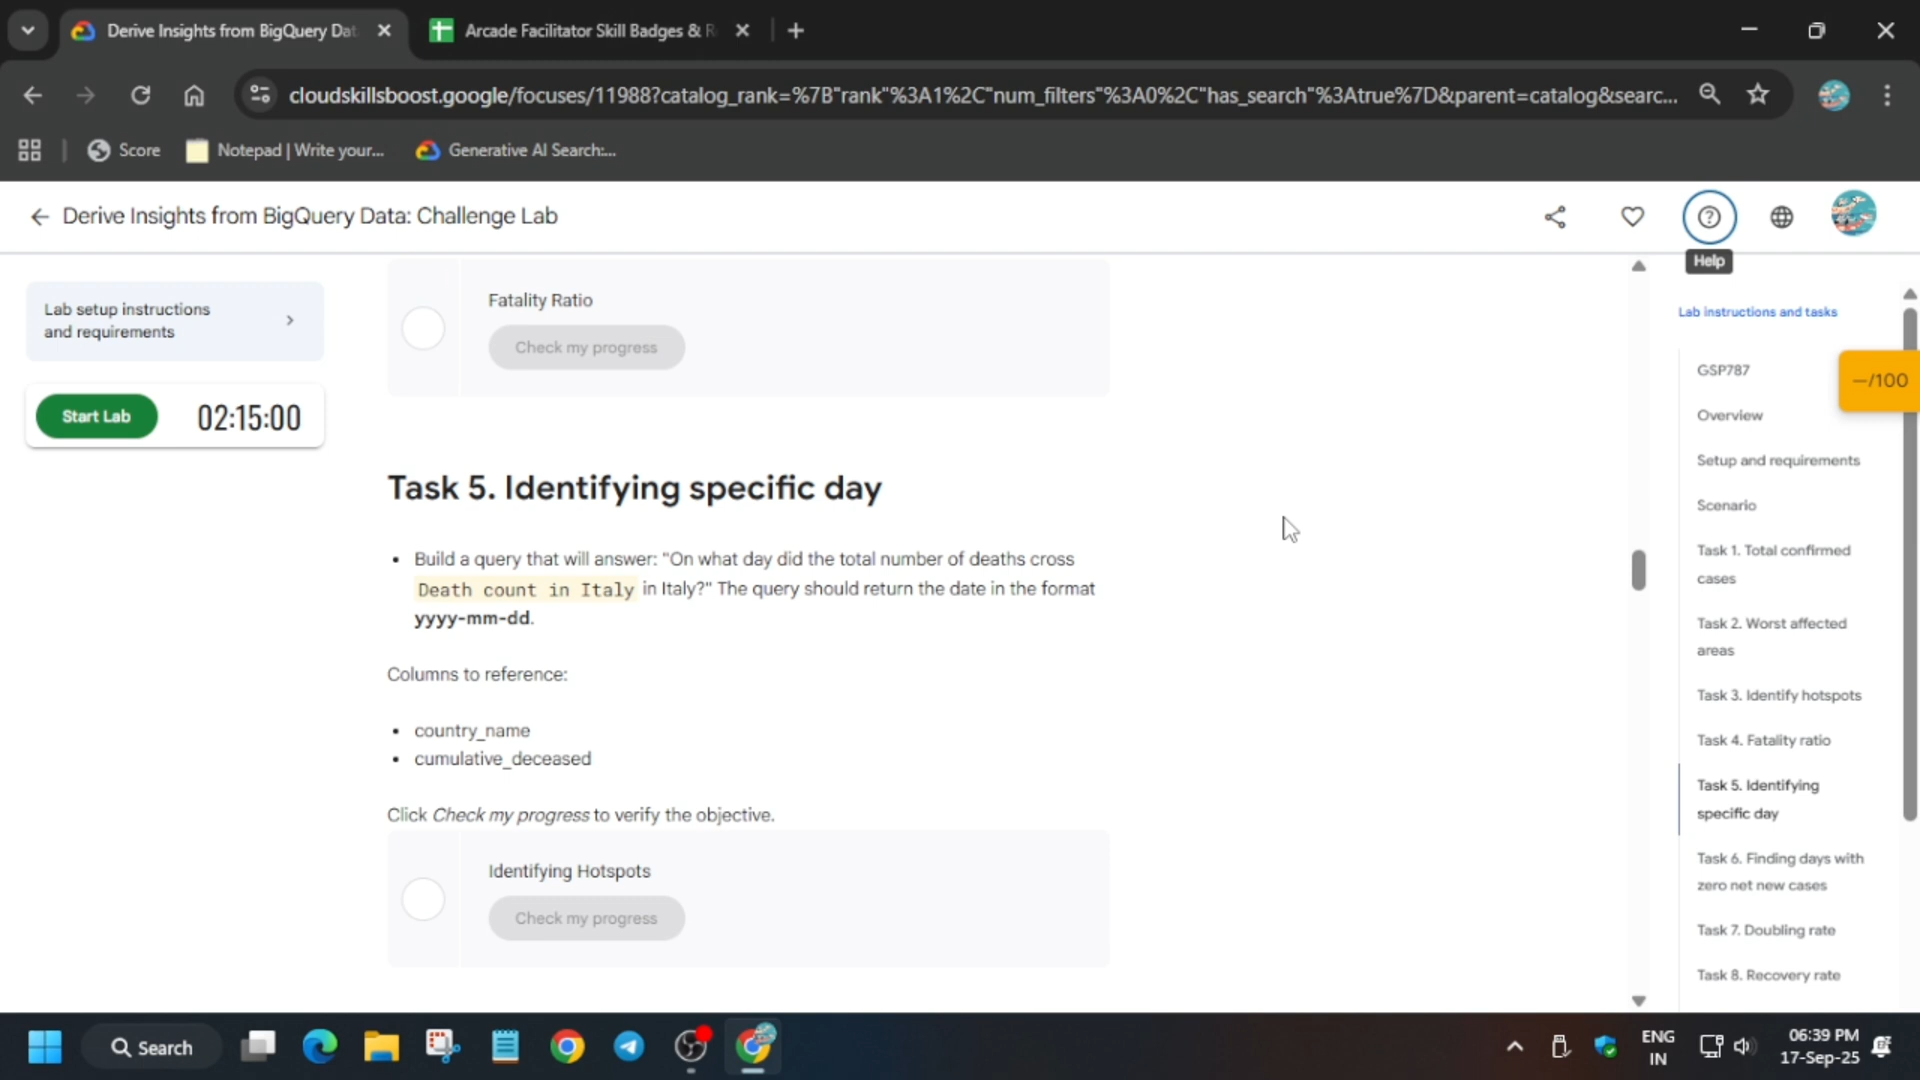 Derive Insights from BigQuery Dat
Arcade Facilitator Skill Badges & R
cloudskillsboost.google/focuses/11988?catalog_rank=%7B"rank"%3A1%2C"num_filters"%3A0%2C"has_search"%3Atrue%7D&parent=catalog&searc...
Score
Notepad | Write your...
Generative AI Search:...
Derive Insights from BigQuery Data: Challenge Lab
Help
Lab setup instructions
and requirements
Start Lab
02:15:00
Fatality Ratio
Check my progress
Task 5. Identifying specific day
• Build a query that will answer: "On what day did the total number of deaths cross
Death count in Italy in Italy?" The query should return the date in the format
yyyy-mm-dd.
Columns to reference:
• country_name
• cumulative_deceased
Click Check my progress to verify the objective.
Identifying Hotspots
Check my progress
Lab instructions and tasks
GSP787
—/100
Overview
Setup and requirements
Scenario
Task 1. Total confirmed
cases
Task 2. Worst affected
areas
Task 3. Identify hotspots
Task 4. Fatality ratio
Task 5. Identifying
specific day
Task 6. Finding days with
zero net new cases
Task 7. Doubling rate
Task 8. Recovery rate
Search
ENG
IN
06:39 PM
17-Sep-25